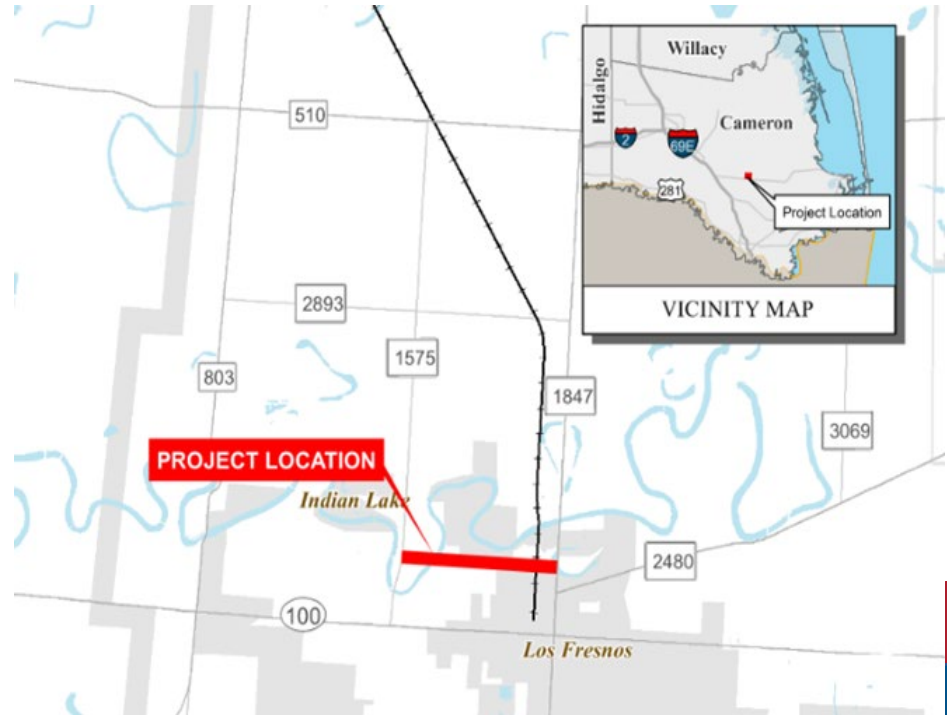 Willacy
Hidalgo
Cameron
2
69E
281
Project Location
VICINITY MAP
510
2893
1575
803
1847
3069
PROJECT LOCATION
Indian Lake
2480
100
Los Fresnos